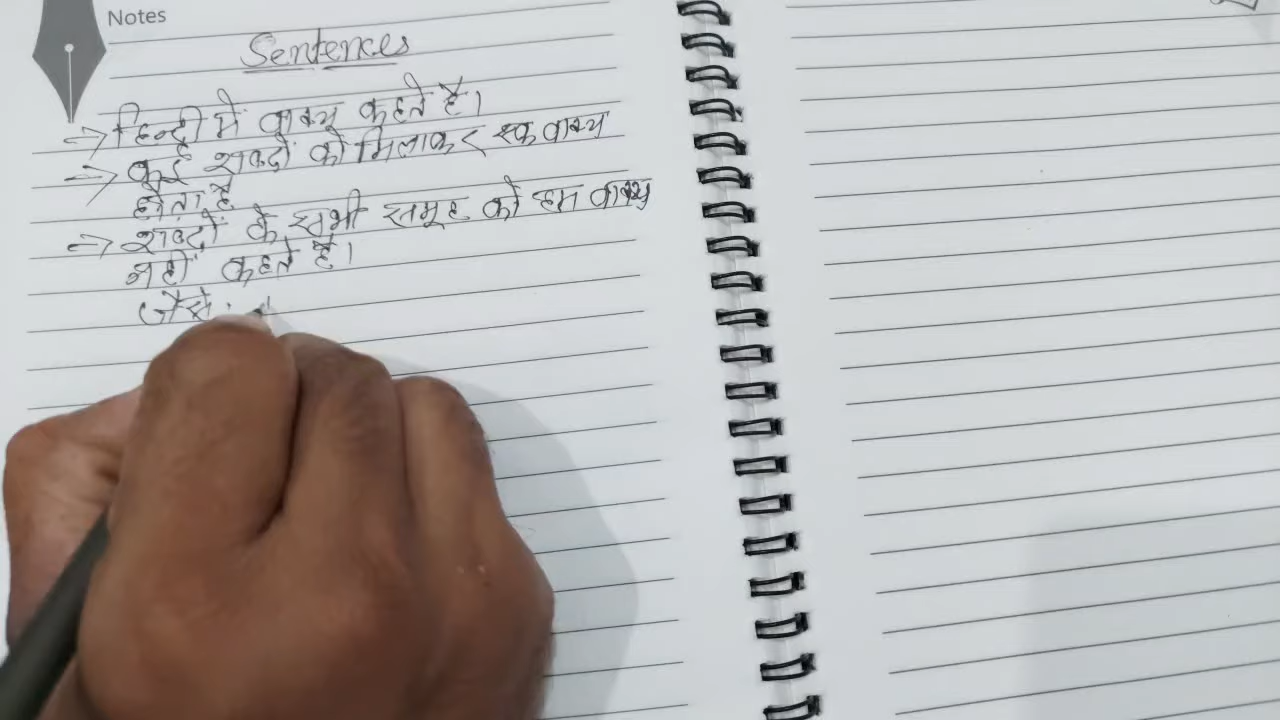 Notes
Sentences
→ हिन्दी में वाक्य कहते है।
→ कई शब्दों को मिलाकर एक वाक्य
होता है
→ शब्दों के सभी समूह को हम वाक्य
नहीं कहते है।
जैसे: